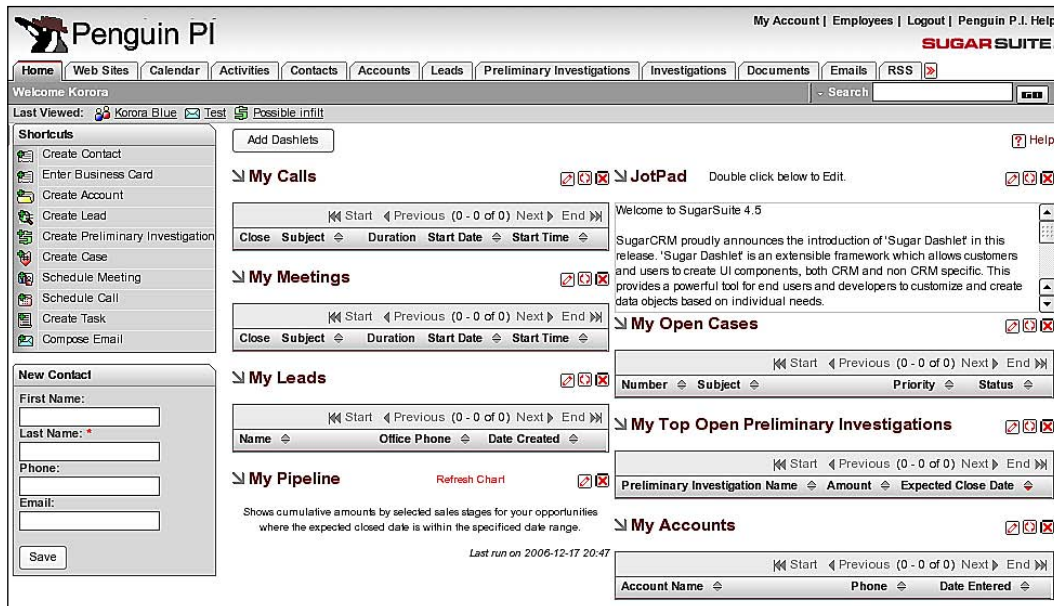 Penguin PI
My Account | Employees | Logout | Penguin P.I. Help
SUGARSUITE
Home Web Sites Calendar Activities Contacts Accounts Leads Preliminary Investigations Investigations Documents Emails RSS
Welcome Korora
- Search GO
Last Viewed: Korora Blue Test Possible infilt
Shortcuts
Create Contact
Enter Business Card
Create Account
Create Lead
Create Preliminary Investigation
Create Case
Schedule Meeting
Schedule Call
Create Task
Compose Email
New Contact
First Name:
Last Name: *
Phone:
Email:
Save
Add Dashlets
? Help
My Calls
Start Previous (0 - 0 of 0) Next End
Close Subject Duration Start Date Start Time
My Meetings
Start Previous (0 - 0 of 0) Next End
Close Subject Duration Start Date Start Time
My Leads
Start Previous (0 - 0 of 0) Next End
Name Office Phone Date Created
My Pipeline Refresh Chart
Shows cumulative amounts by selected sales stages for your opportunities
where the expected closed date is within the specificed date range.
Last run on 2006-12-17 20:47
JotPad Double click below to Edit.
Welcome to SugarSuite 4.5
SugarCRM proudly announces the introduction of 'Sugar Dashlet' in this
release. 'Sugar Dashlet' is an extensible framework which allows customers
and users to create UI components, both CRM and non CRM specific. This
provides a powerful tool for end users and developers to customize and create
data objects based on individual needs.
My Open Cases
Start Previous (0 - 0 of 0) Next End
Number Subject Priority Status
My Top Open Preliminary Investigations
Start Previous (0 - 0 of 0) Next End
Preliminary Investigation Name Amount Expected Close Date
My Accounts
Start Previous (0 - 0 of 0) Next End
Account Name Phone Date Entered